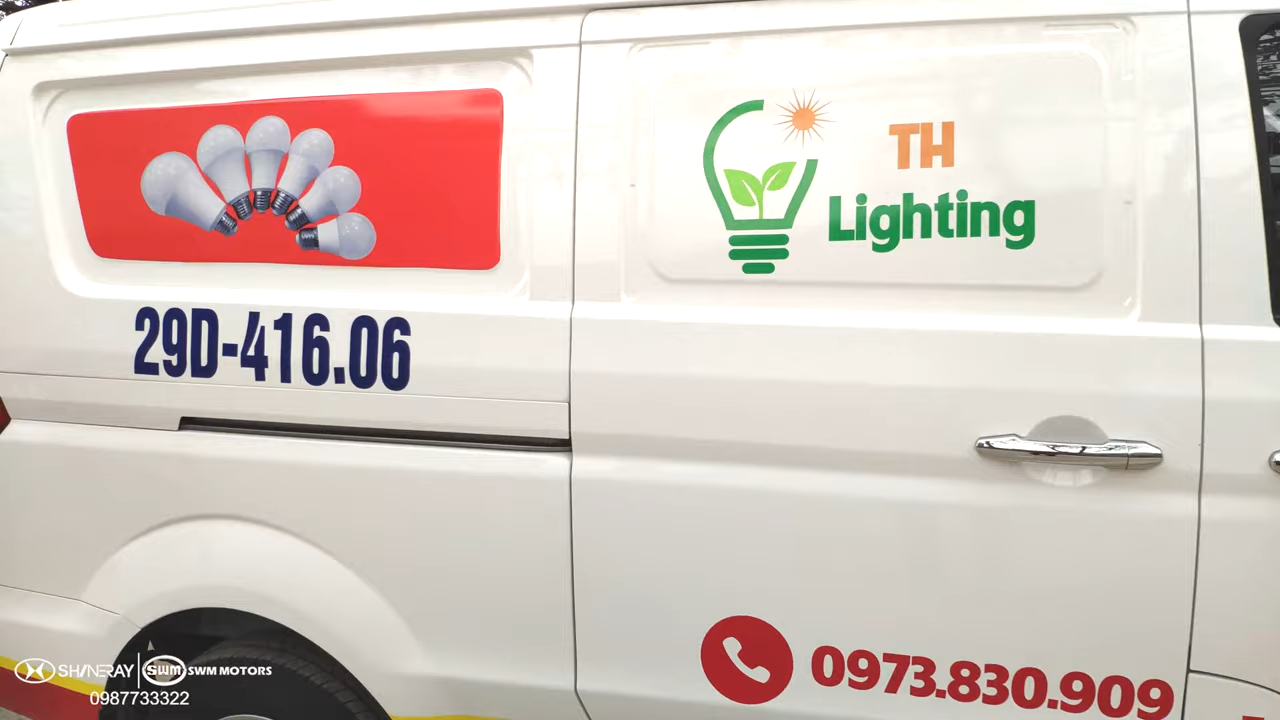 TH
Lighting
29D-416.06
0973.830.909
SHINERAY SWM SWM MOTORS
0987733322